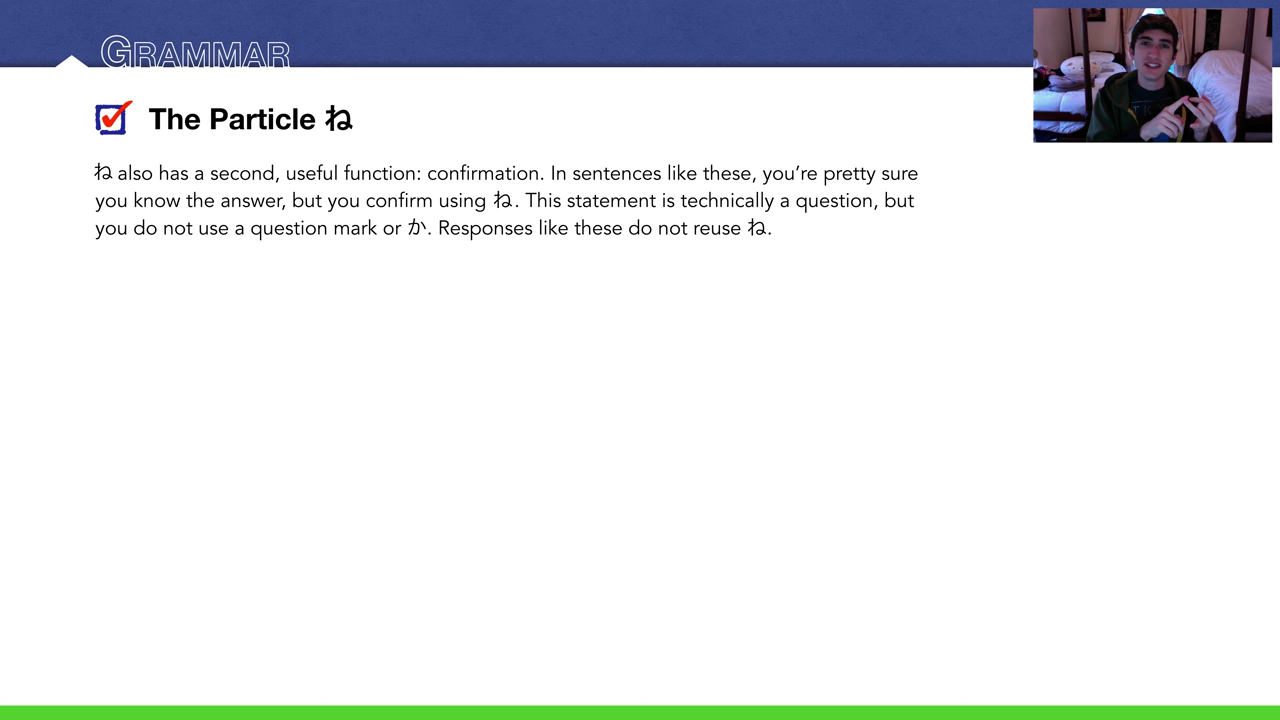 GRAMMAR
The Particle ね
ね also has a second, useful function: confirmation. In sentences like these, you’re pretty sure
you know the answer, but you confirm using ね. This statement is technically a question, but
you do not use a question mark or か. Responses like these do not reuse ね.